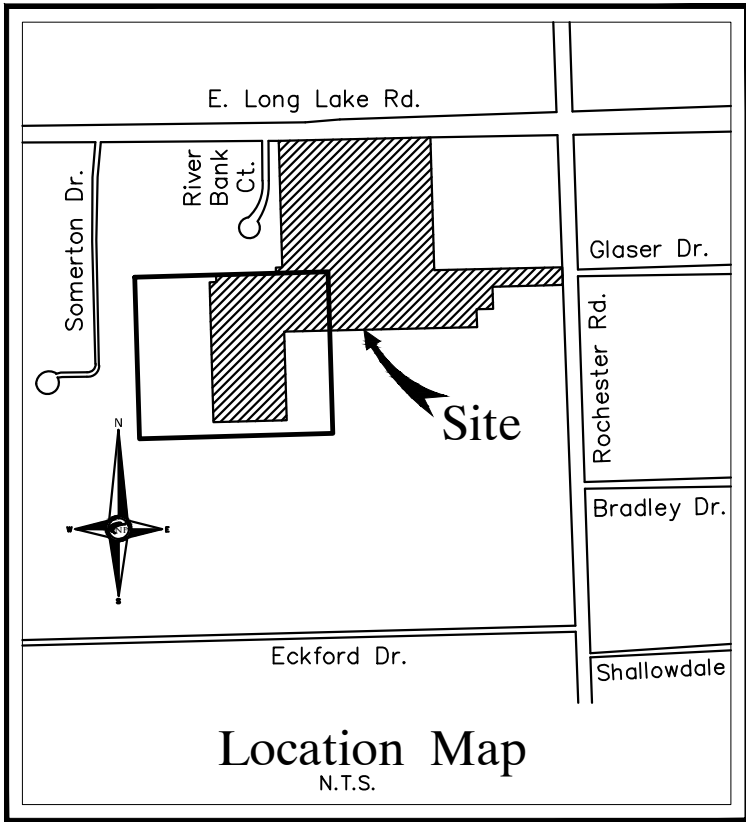 E. Long Lake Rd.
River
Bank
Ct.
Somerton Dr.
Glaser Dr.
Rochester Rd.
Site
N
W
E
S
Bradley Dr.
Eckford Dr.
Shallowdale
Location Map
N.T.S.